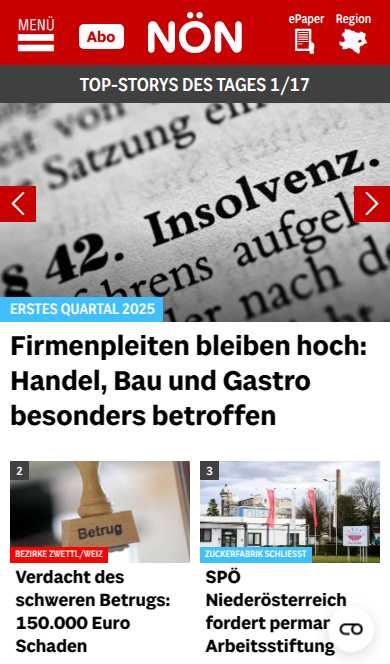 MENÜ
Abo
NÖN
ePaper
Region
TOP-STORYS DES TAGES 1/17
Satzung ein
§ 42. Insolvenz.
hrens aufgel
nach de
ERSTES QUARTAL 2025
Firmenpleiten bleiben hoch:
Handel, Bau und Gastro
besonders betroffen
2
Betrug
BEZIRKE ZWETTL/WEIZ
Verdacht des
schweren Betrugs:
150.000 Euro
Schaden
3
ZUCKERFABRIK SCHLIESST
SPÖ
Niederösterreich
fordert perman
Arbeitsstiftung